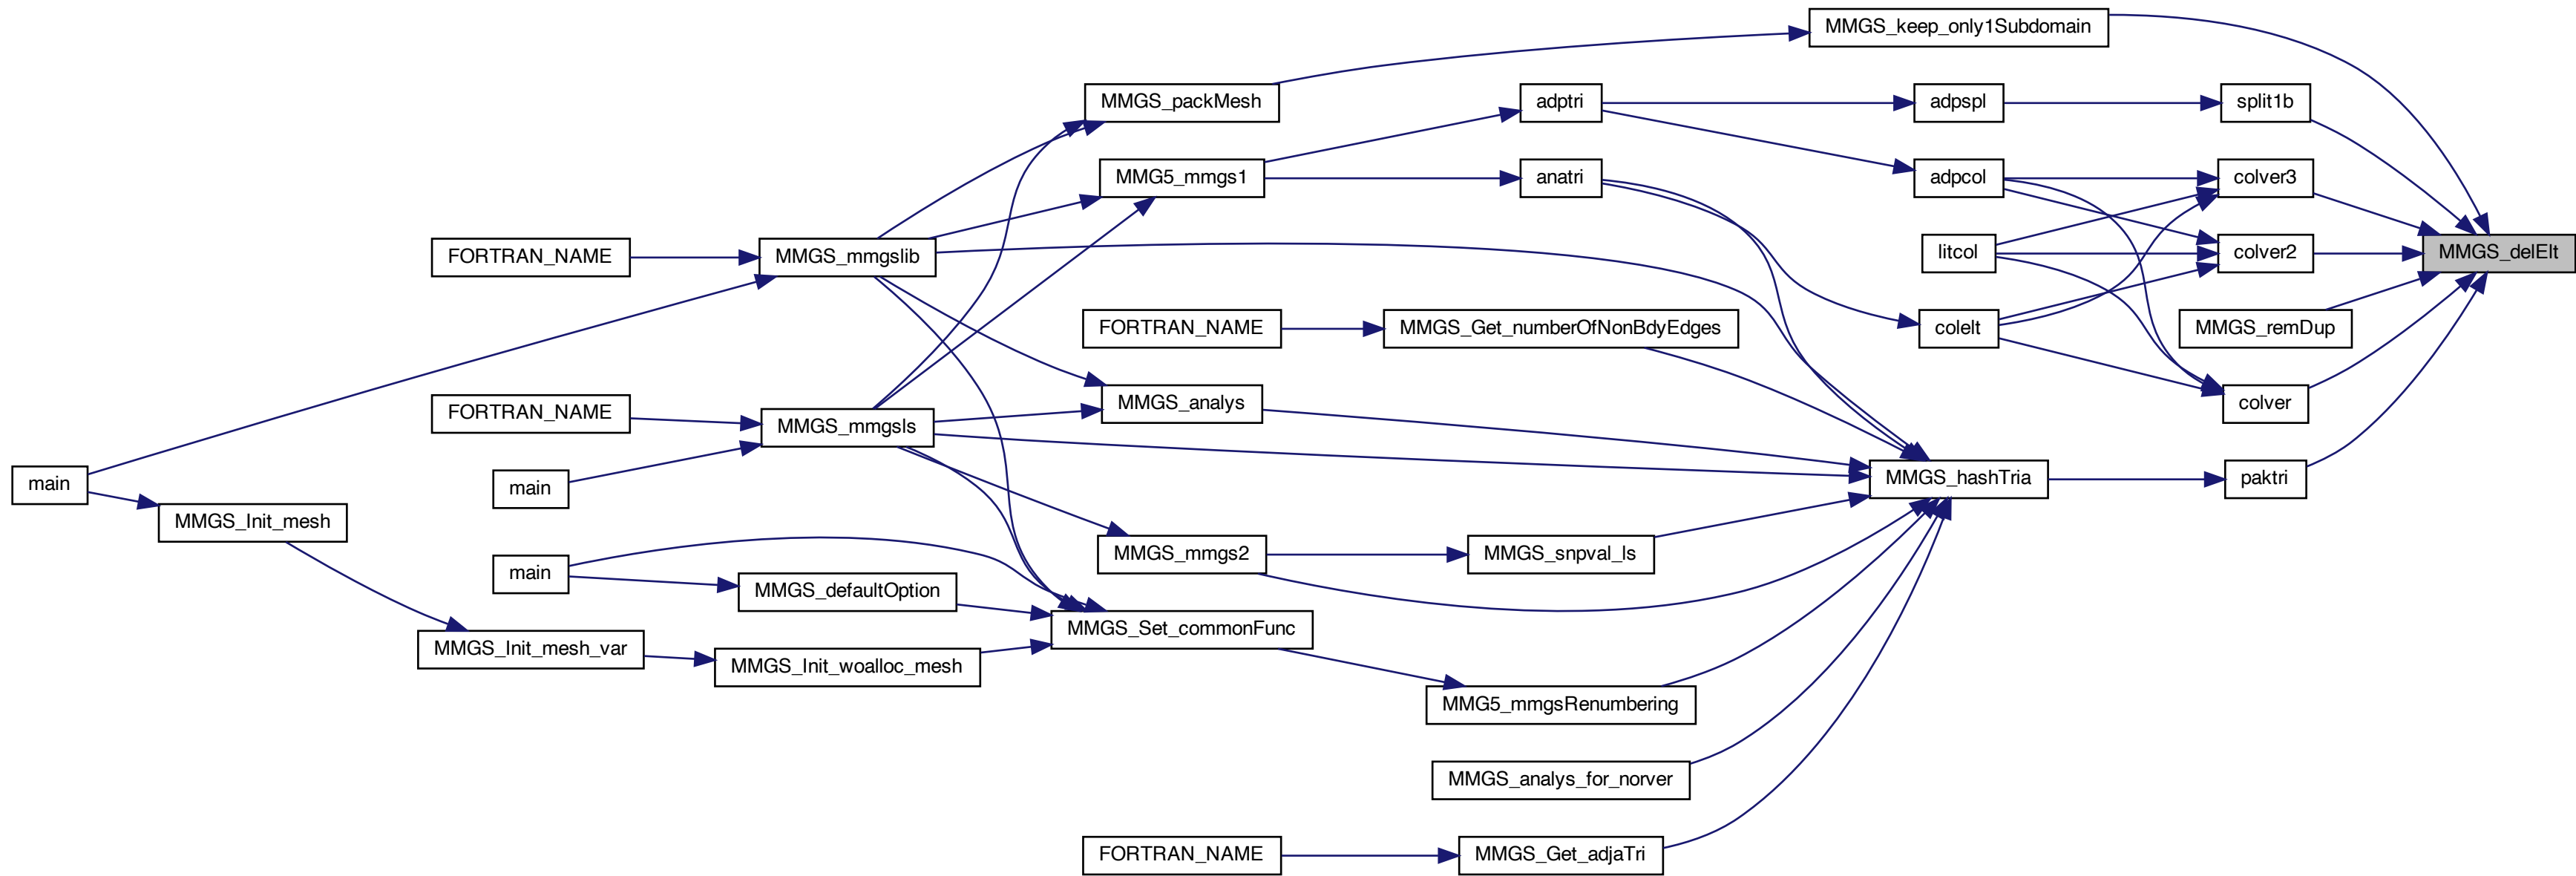 MMGS_keep_only1Subdomain
MMGS_packMesh
adptri
adpspl
split1b
MMG5_mmgs1
anatri
adpcol
colver3
FORTRAN_NAME
MMGS_mmgslib
litcol
colver2
MMGS_delElt
FORTRAN_NAME
MMGS_Get_numberOfNonBdyEdges
colelt
MMGS_remDup
FORTRAN_NAME
MMGS_mmgsls
MMGS_analys
colver
main
main
MMGS_hashTria
paktri
MMGS_Init_mesh
MMGS_mmgs2
MMGS_snpval_ls
main
MMGS_defaultOption
MMGS_Set_commonFunc
MMGS_Init_mesh_var
MMGS_Init_woalloc_mesh
MMG5_mmgsRenumbering
MMGS_analys_for_norver
FORTRAN_NAME
MMGS_Get_adjaTri